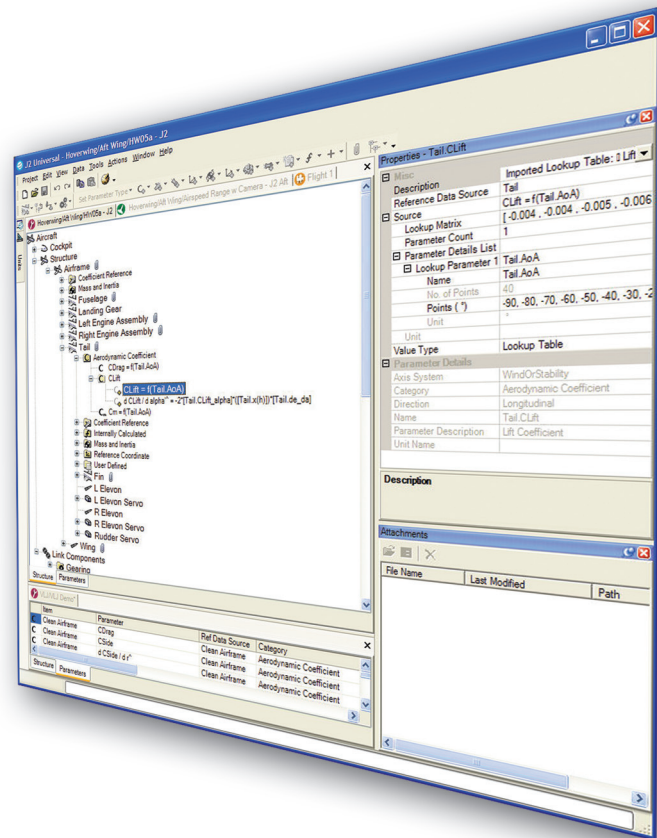 J2 Universal - Hoverwing/Aft Wing/HW05a - J2
Project Edit View Data Tools Actions Window Help
Set Parameter Type
Hoverwing/Aft Wing/HW05a - J2
Hoverwing/Aft Wing/Airspeed Range w Camera - J2 Aft
Flight 1
Units
Aircraft
Cockpit
Structure
Airframe
Coefficient Reference
Mass and Inertia
Fuselage
Landing Gear
Left Engine Assembly
Right Engine Assembly
Tail
Aerodynamic Coefficient
CDrag = f(Tail.AoA)
CLift
CLift = f(Tail.AoA)
d CLift / d alpha'' = -2*[Tail.CLift_alpha]*([Tail.x(h)])*[Tail.de_da]
Cm = f(Tail.AoA)
Coefficient Reference
Internally Calculated
Mass and Inertia
Reference Coordinate
User Defined
Fin
L Elevon
L Elevon Servo
R Elevon
R Elevon Servo
Rudder Servo
Wing
Link Components
Gearing
Structure Parameters
Item Parameter Ref Data Source Category
Clean Airframe CDrag Clean Airframe Aerodynamic Coefficient
Clean Airframe CSide Clean Airframe Aerodynamic Coefficient
Clean Airframe d CSide / d r'' Clean Airframe Aerodynamic Coefficient
Structure Parameters
Properties - Tail.CLift
Misc
Description Imported Lookup Table:
Reference Data Source Tail
Source CLift = f(Tail.AoA)
Lookup Matrix [ -0.004 , -0.004 , -0.005 , -0.006
Parameter Count 1
Parameter Details List
Lookup Parameter 1 Tail.AoA
Name Tail.AoA
No. of Points 40
Points ( °) -90, -80, -70, -60, -50, -40, -30, -2
Unit °
Unit
Value Type Lookup Table
Parameter Details
Axis System WindOrStability
Category Aerodynamic Coefficient
Direction Longitudinal
Name Tail.CLift
Parameter Description Lift Coefficient
Unit Name
Description
Attachments
File Name Last Modified Path